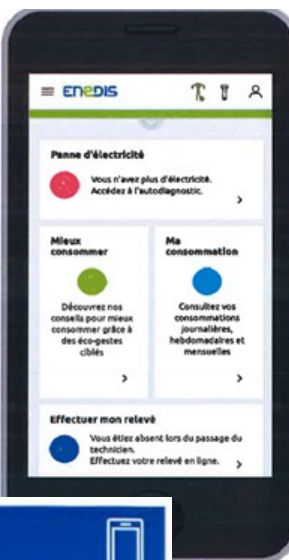 ENEDIS
Panne d'électricité
Vous n'avez plus d'électricité.
Accédez à l'autodiagnostic.
Mieux
consommer
Découvrez nos
conseils pour mieux
consommer grâce à
des éco-gestes
ciblés
Ma
consommation
Consultez vos
consommations
journalières,
hebdomadaires et
mensuelles
Effectuer mon relevé
Vous étiez absent lors du passage du
technicien.
Effectuez votre relevé en ligne.